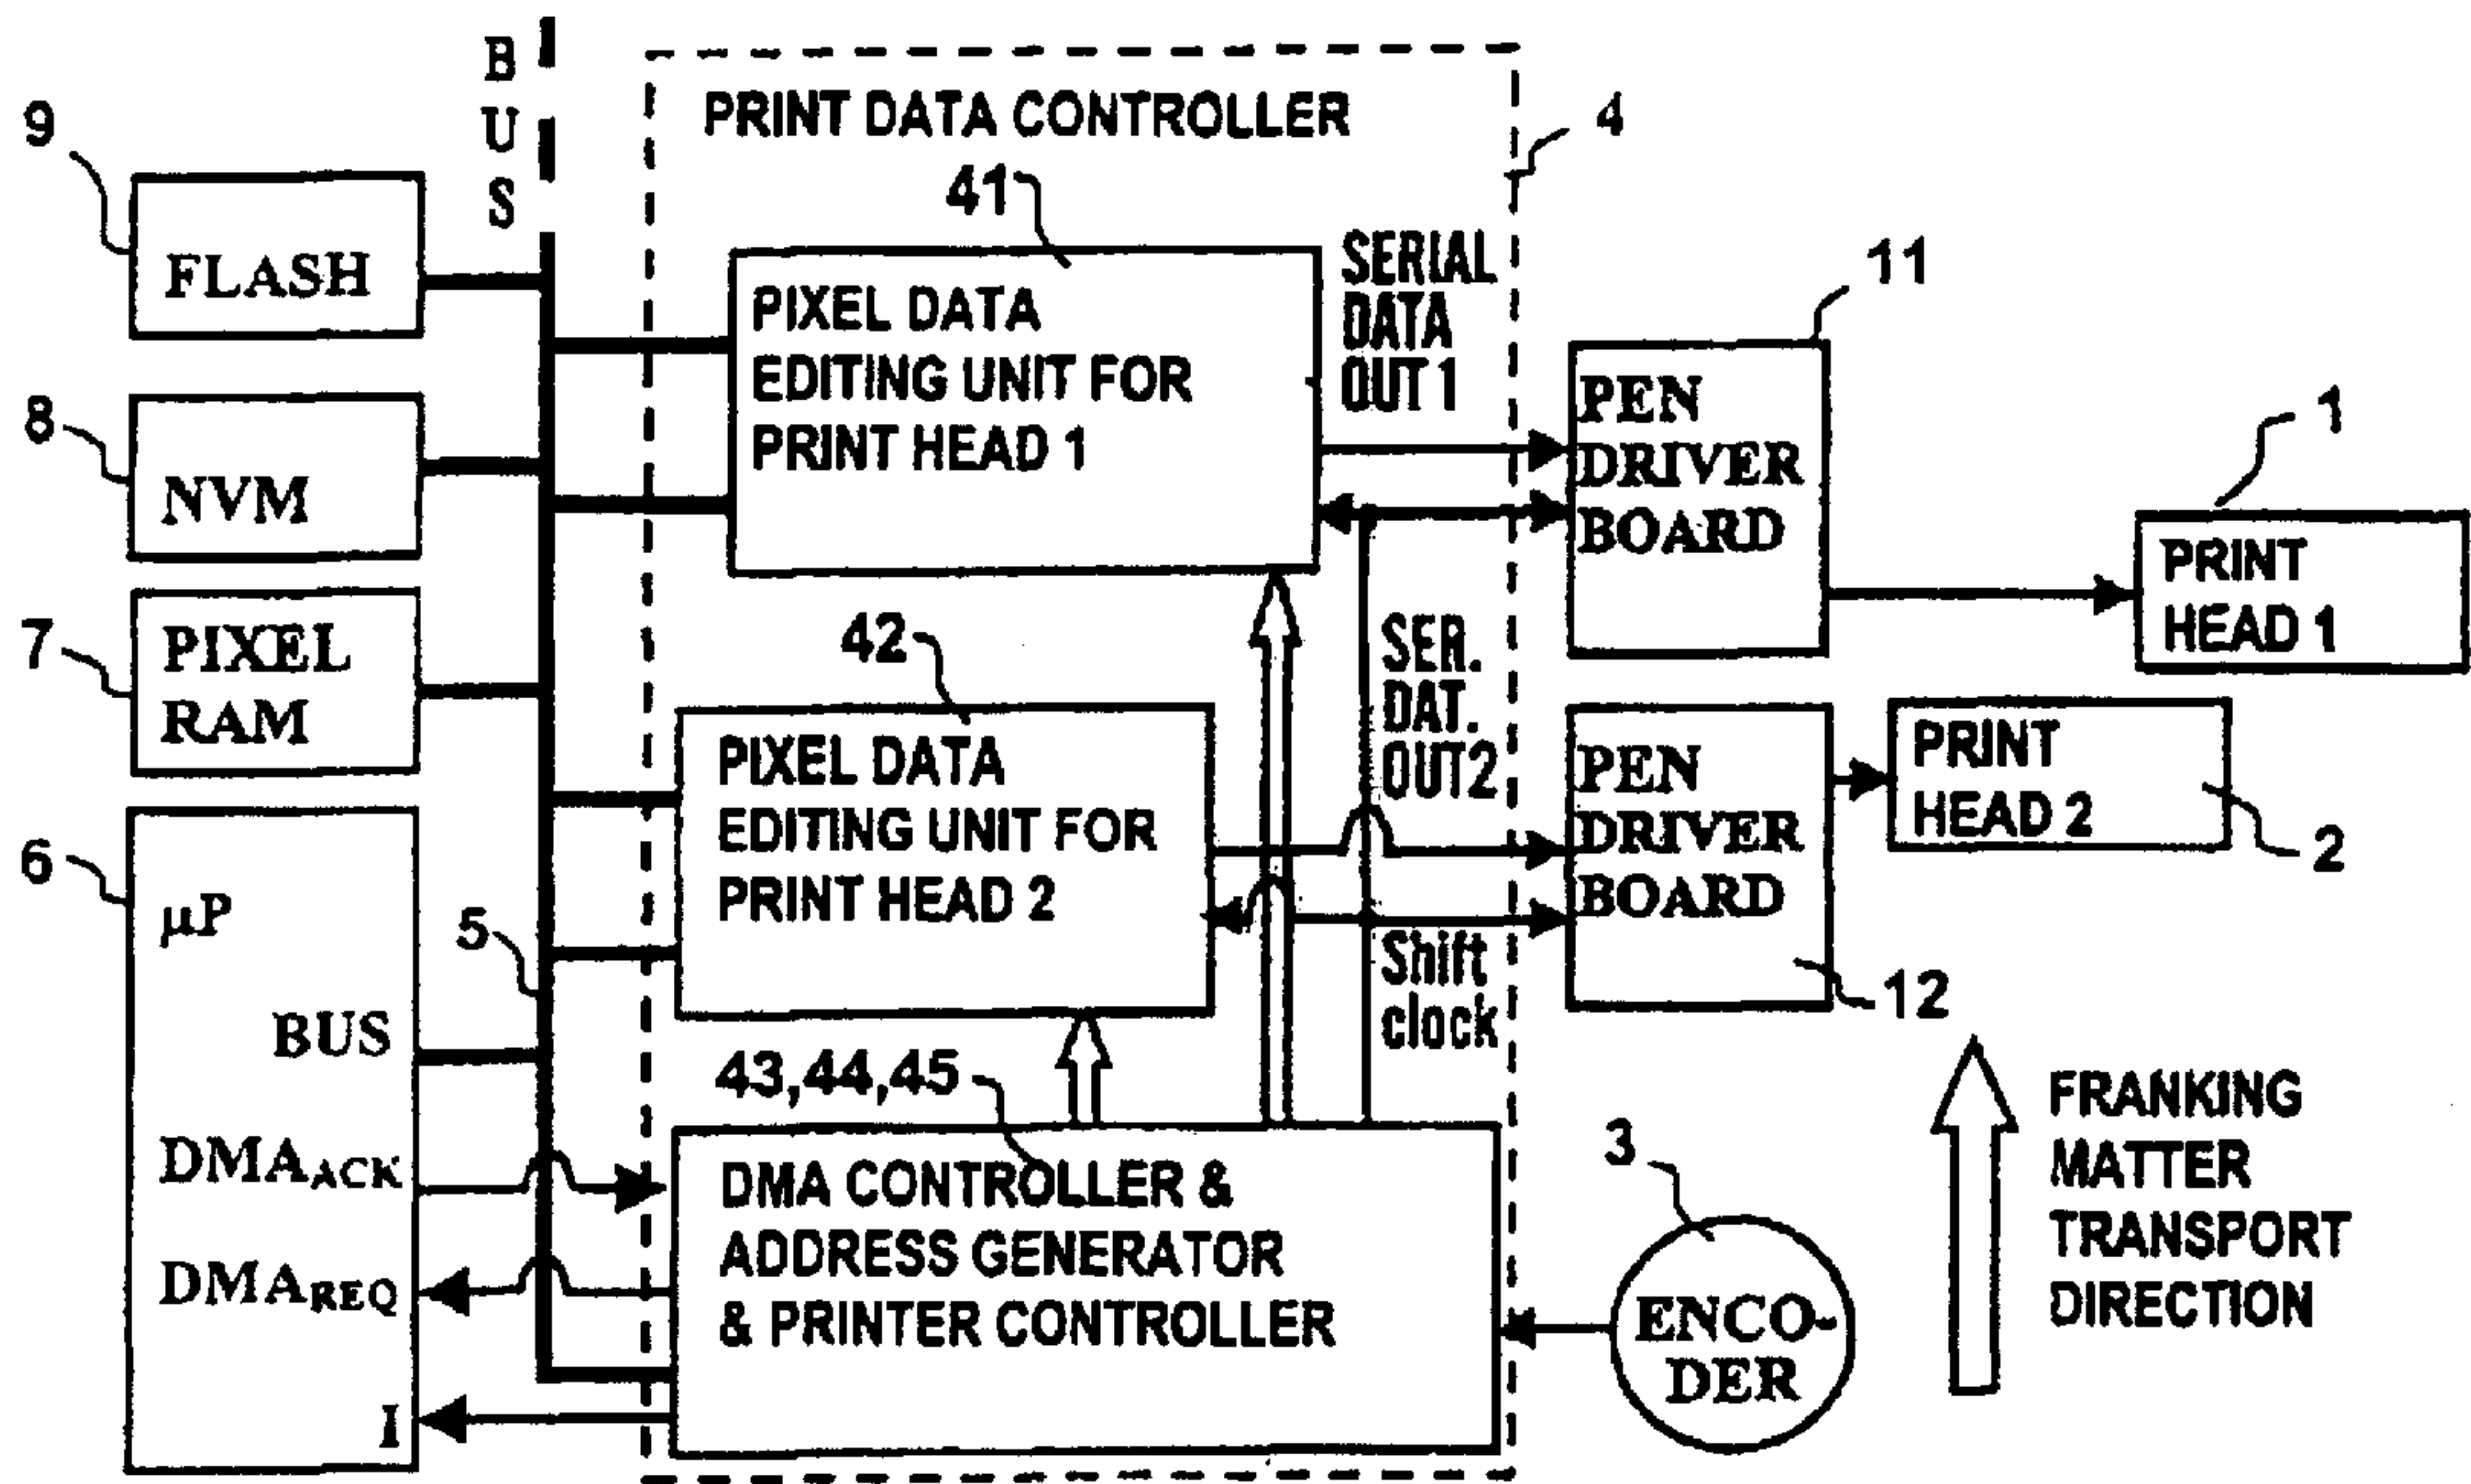 B
U
S
PRINT DATA CONTROLLER
4
9
FLASH
41
PIXEL DATA
EDITING UNIT FOR
PRINT HEAD 1
SERIAL
DATA
OUT 1
11
PEN
DRIVER
BOARD
1
PRINT
HEAD 1
8
NVM
7
PIXEL
RAM
42
PIXEL DATA
EDITING UNIT FOR
PRINT HEAD 2
SER.
DAT.
OUT2
Shift
clock
PEN
DRIVER
BOARD
12
PRINT
HEAD 2
2
6
µP
BUS
DMAACK
DMAREQ
I
5
43,44,45
DMA CONTROLLER &
ADDRESS GENERATOR
& PRINTER CONTROLLER
3
ENCO-
DER
FRANKING
MATTER
TRANSPORT
DIRECTION